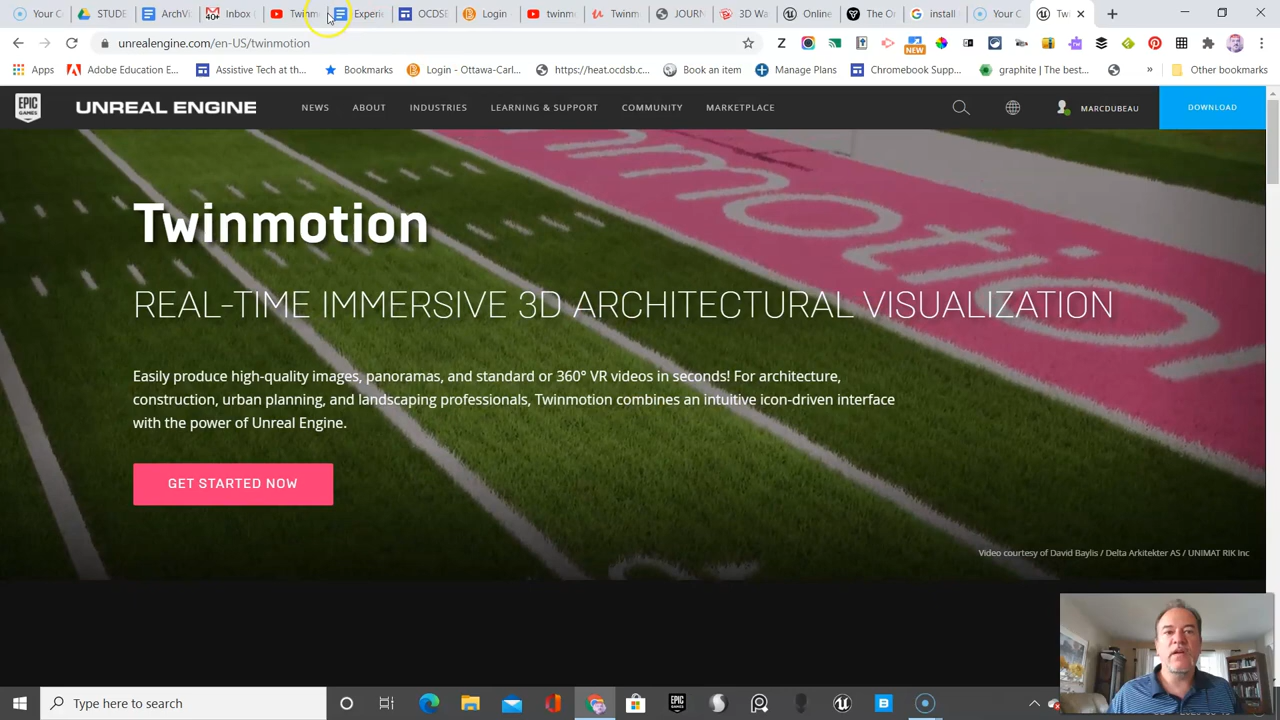 Your C
STUDE
ArchV
Inbox
Twinm
Experi
OCDSE
Login
twinm
Twinm
JOURN
3D Wa
Online
The O
install
Your C
Tw
unrealengine.com/en-US/twinmotion
NEW
Apps
Adobe Education E...
Assistive Tech at th...
Bookmarks
Login - Ottawa-Carl...
https://heat.ocdsb.c...
Book an item
Manage Plans
Chromebook Supp...
graphite | The best...
»
Other bookmarks
EPIC GAMES
UNREAL ENGINE
NEWS
ABOUT
INDUSTRIES
LEARNING & SUPPORT
COMMUNITY
MARKETPLACE
MARCDUBEAU
DOWNLOAD
Twinmotion
REAL-TIME IMMERSIVE 3D ARCHITECTURAL VISUALIZATION
Easily produce high-quality images, panoramas, and standard or 360° VR videos in seconds! For architecture,
construction, urban planning, and landscaping professionals, Twinmotion combines an intuitive icon-driven interface
with the power of Unreal Engine.
GET STARTED NOW
Video courtesy of David Baylis / Delta Arkitekter AS / UNIMAT RIK Inc
Type here to search